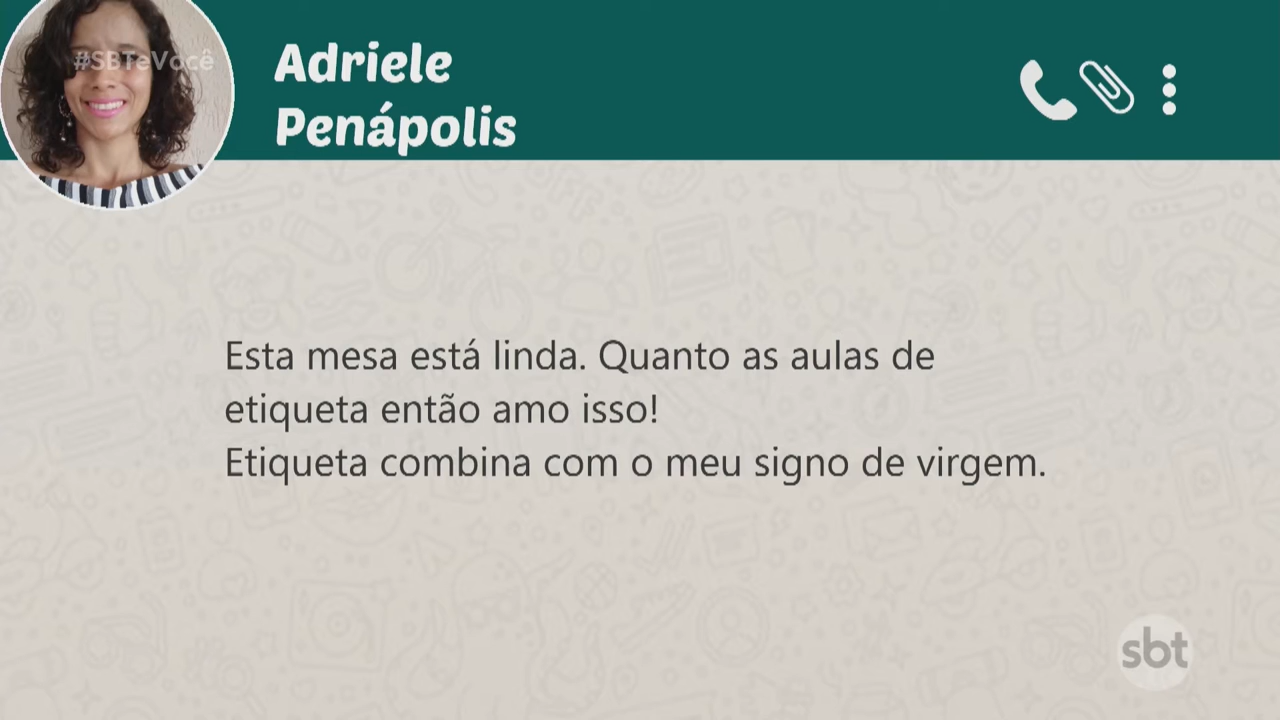 #SBTeVocê
Adriele
Penápolis
Esta mesa está linda. Quanto as aulas de
etiqueta então amo isso!
Etiqueta combina com o meu signo de virgem.
sbt